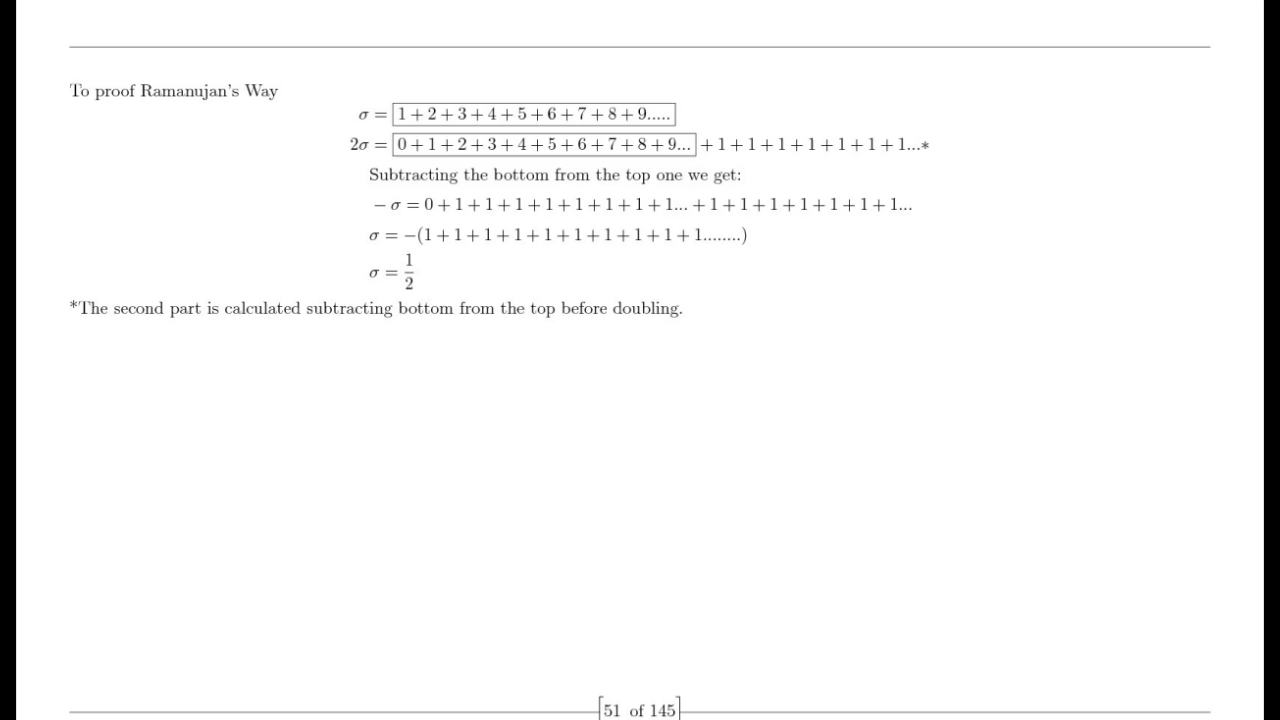 To proof Ramanujan's Way
σ = 1 + 2 + 3 + 4 + 5 + 6 + 7 + 8 + 9.....
2σ = 0 + 1 + 2 + 3 + 4 + 5 + 6 + 7 + 8 + 9... + 1 + 1 + 1 + 1 + 1 + 1 + 1...*
Subtracting the bottom from the top one we get:
− σ = 0 + 1 + 1 + 1 + 1 + 1 + 1 + 1 + 1... + 1 + 1 + 1 + 1 + 1 + 1 + 1...
σ = −(1 + 1 + 1 + 1 + 1 + 1 + 1 + 1 + 1 + 1........)
σ = 1/2
*The second part is calculated subtracting bottom from the top before doubling.
51 of 145